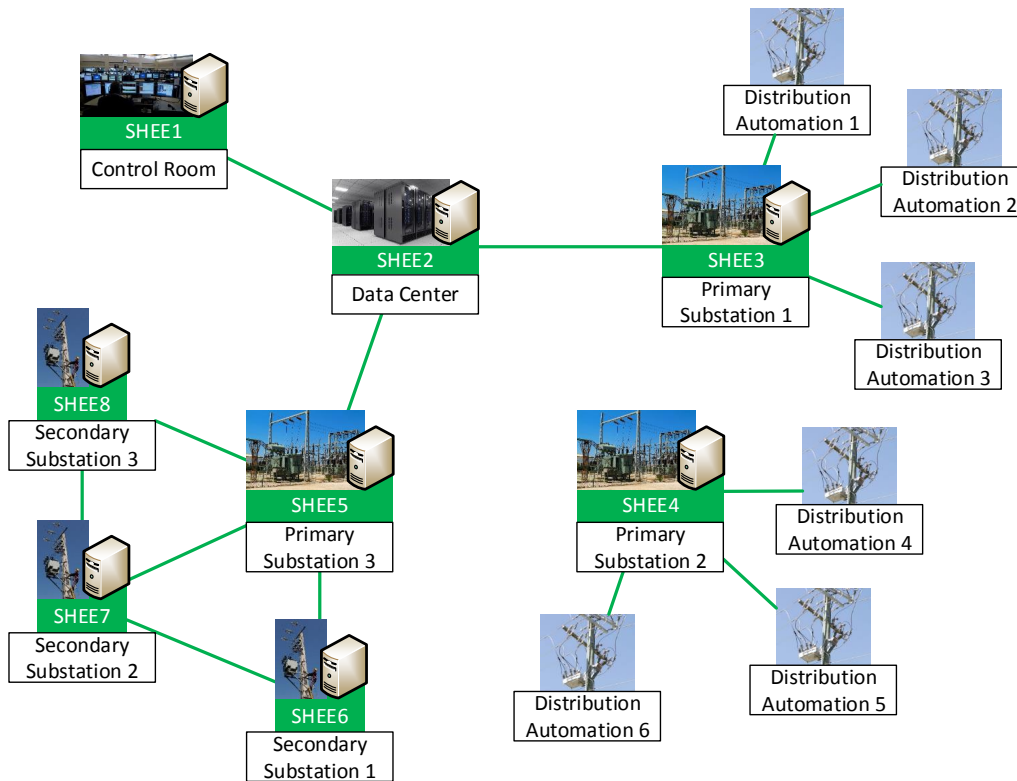 SHEE1
Control Room
Distribution
Automation 1
Distribution
Automation 2
SHEE2
Data Center
SHEE3
Primary
Substation 1
Distribution
Automation 3
SHEE8
Secondary
Substation 3
SHEE5
Primary
Substation 3
SHEE4
Primary
Substation 2
Distribution
Automation 4
SHEE7
Secondary
Substation 2
SHEE6
Secondary
Substation 1
Distribution
Automation 6
Distribution
Automation 5